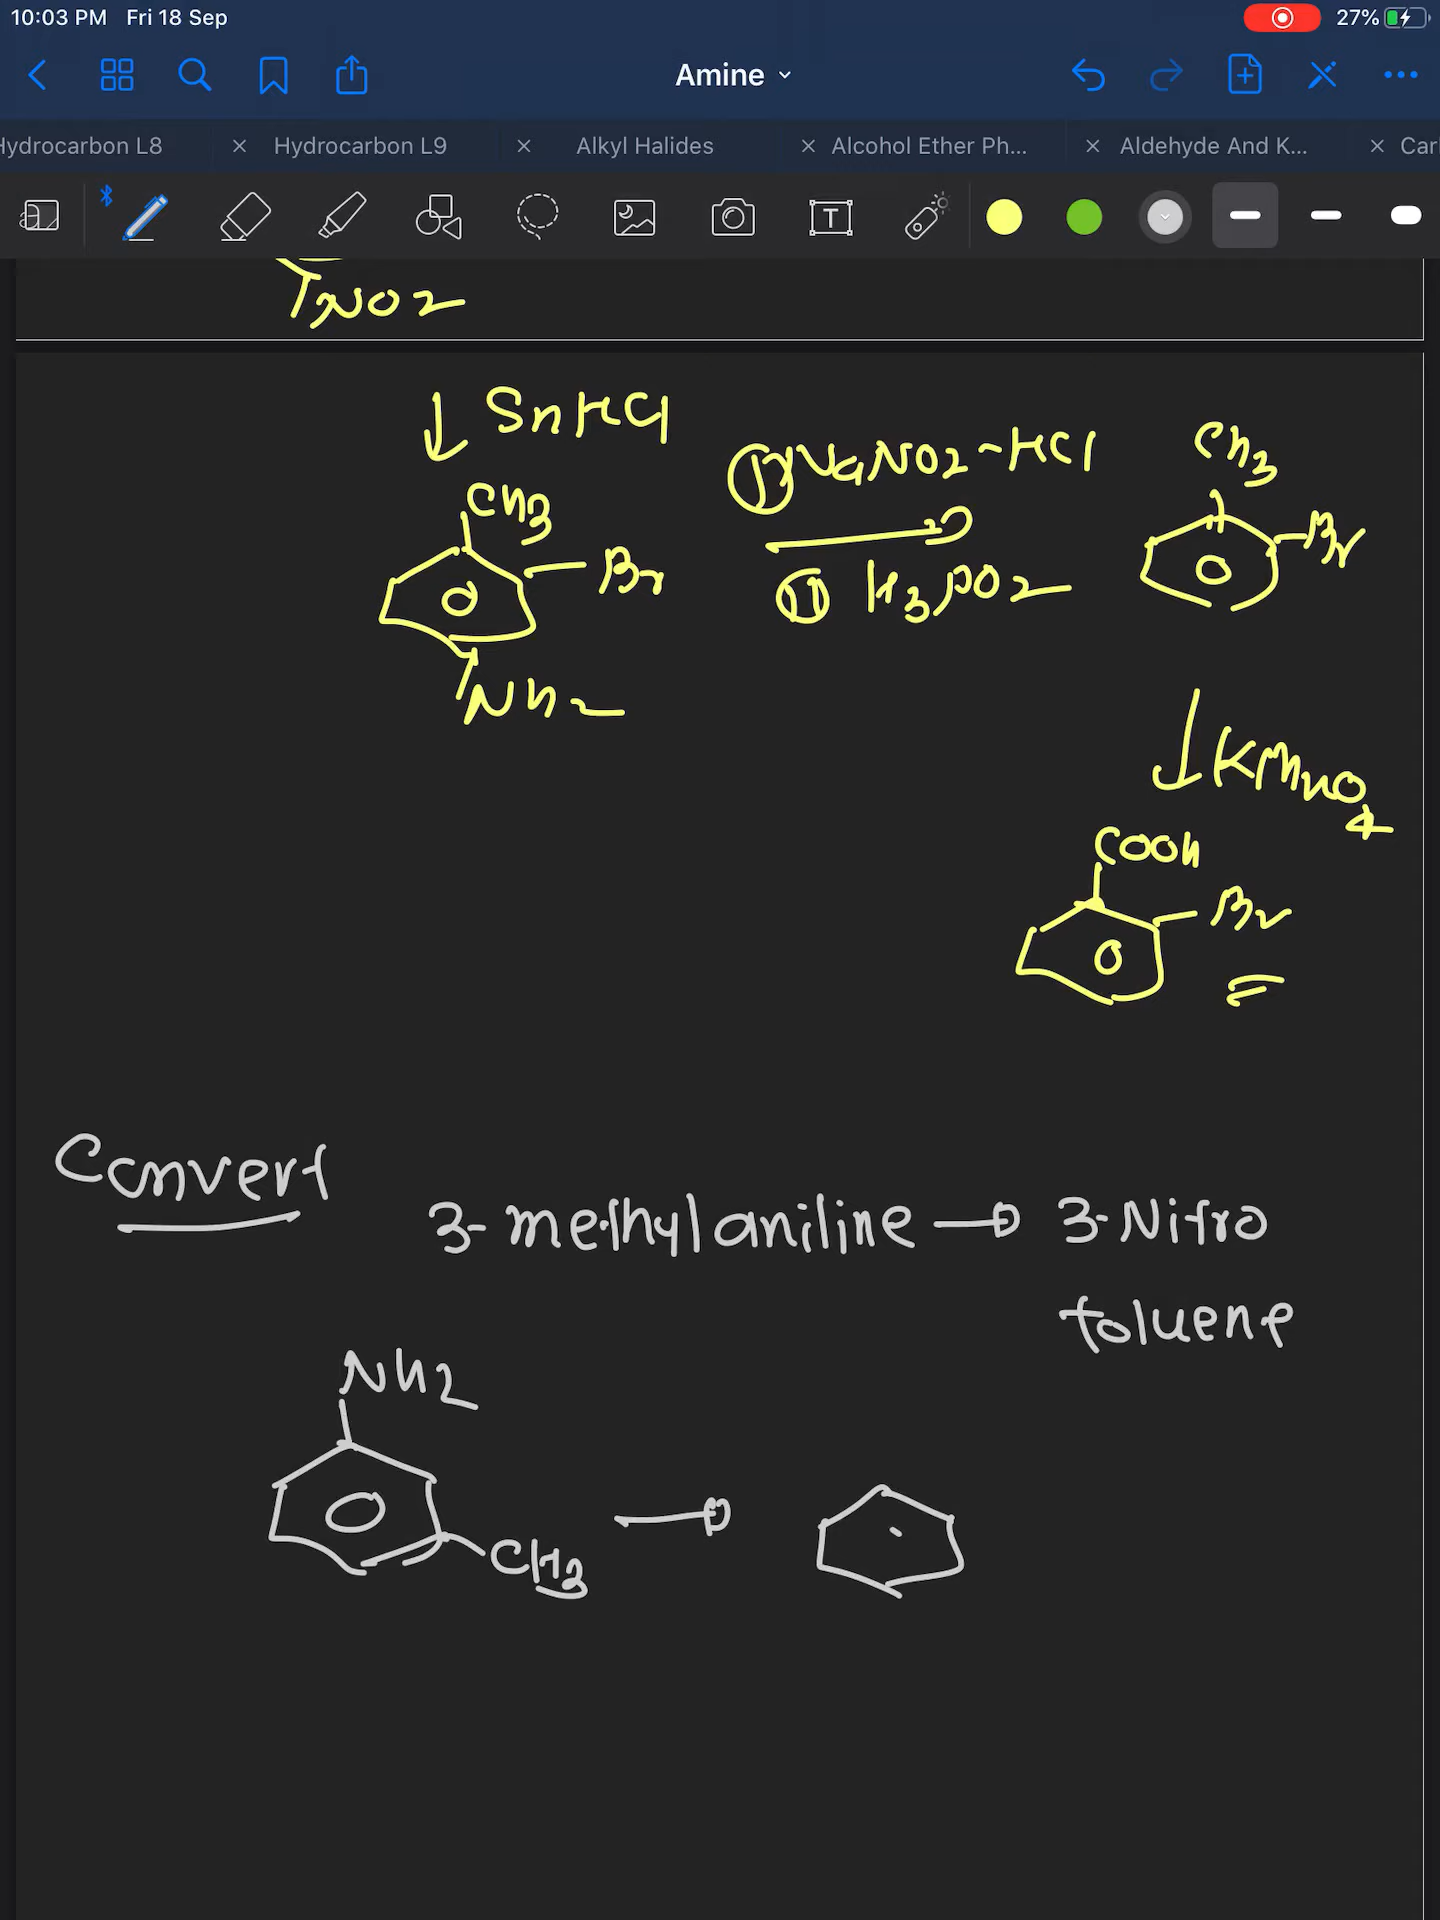 10:03 PM Fri 18 Sep 27%
Amine
Hydrocarbon L8 × Hydrocarbon L9 × Alkyl Halides × Alcohol Ether Ph... × Aldehyde And K... × Car
T
NO2
SnHCl
I NaNO2-HCl
CH3
CH3
Br
Br
II H3PO2
NH2
KMnO4
COOH
Br
Convert
3-methylaniline → 3-Nitro
toluene
NH2
CH3